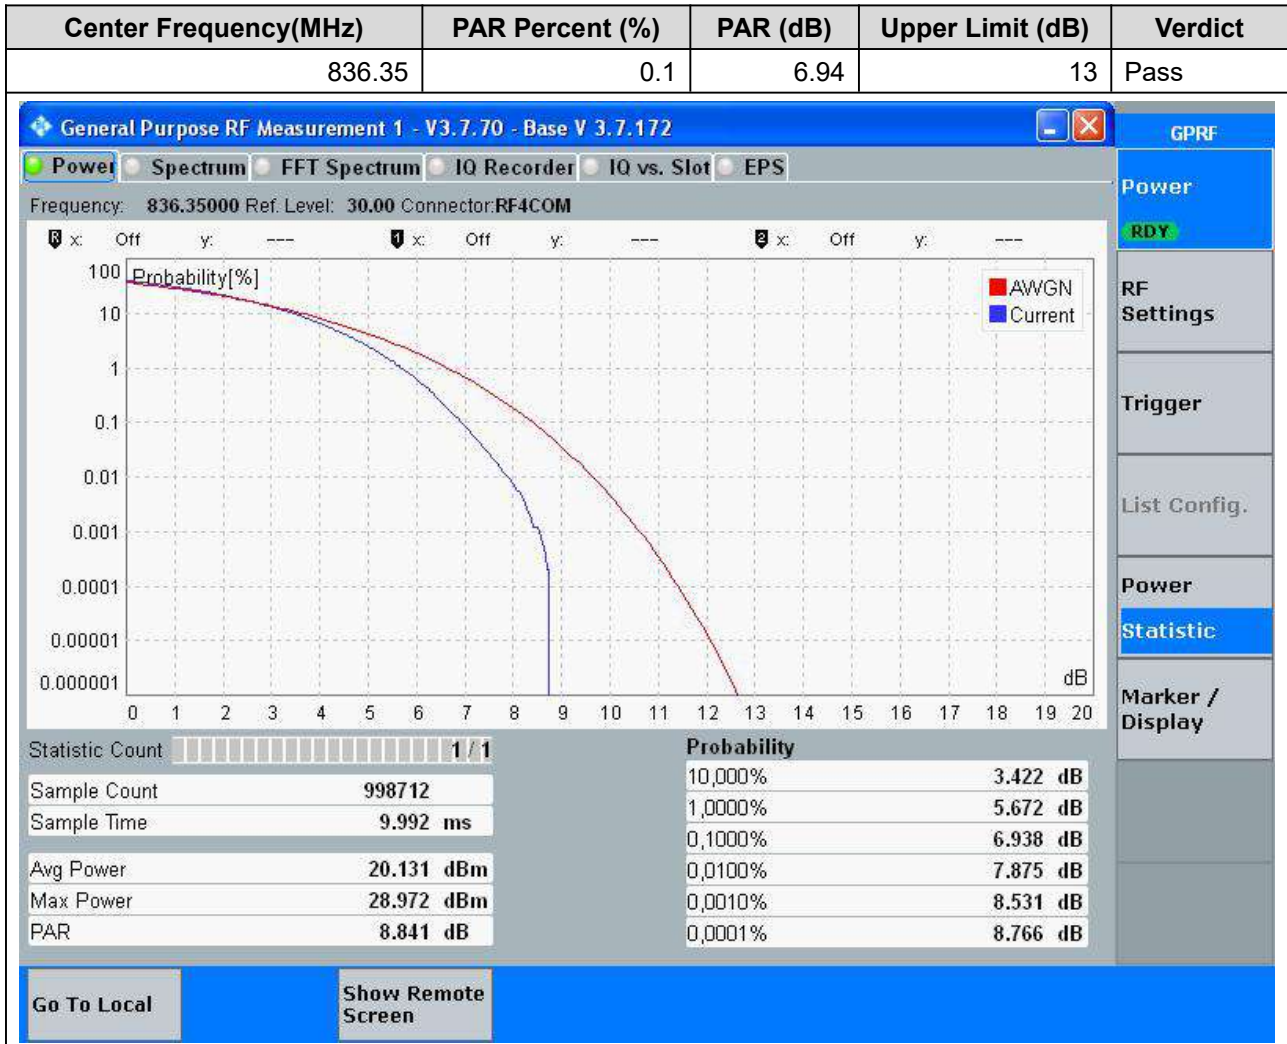 Center Frequency(MHz) PAR Percent (%) PAR (dB) Upper Limit (dB) Verdict
836.35 0.1 6.94 13 Pass
General Purpose RF Measurement 1 - V3.7.70 - Base V 3.7.172
GPRF
Power Spectrum FFT Spectrum IQ Recorder IQ vs. Slot EPS
Power
RDY
Frequency: 836.35000 Ref. Level: 30.00 Connector:RF4COM
R x: Off y: --- 1 x: Off y: --- 2 x: Off y: ---
Probability[%]
AWGN
Current
100
10
1
0.1
0.01
0.001
0.0001
0.00001
0.000001
dB
0 1 2 3 4 5 6 7 8 9 10 11 12 13 14 15 16 17 18 19 20
RF
Settings
Trigger
List Config.
Power
Statistic
Marker /
Display
Statistic Count 1 / 1
Sample Count 998712
Sample Time 9.992 ms
Avg Power 20.131 dBm
Max Power 28.972 dBm
PAR 8.841 dB
Probability
10,000% 3.422 dB
1,0000% 5.672 dB
0,1000% 6.938 dB
0,0100% 7.875 dB
0,0010% 8.531 dB
0,0001% 8.766 dB
Go To Local
Show Remote
Screen